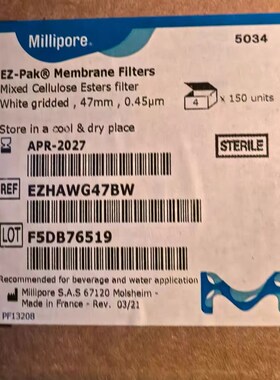 Millipore®
5034
EZ-Pak® Membrane Filters
Mixed Cellulose Esters filter
White gridded , 47mm , 0.45µm
4 x 150 units
Store in a cool & dry place
APR-2027
STERILE
REF EZHAWG47BW
LOT F5DB76519
Recommended for beverage and water application
Millipore S.A.S 67120 Molsheim -
Made in France - Rev. 03/21
PF13208
M